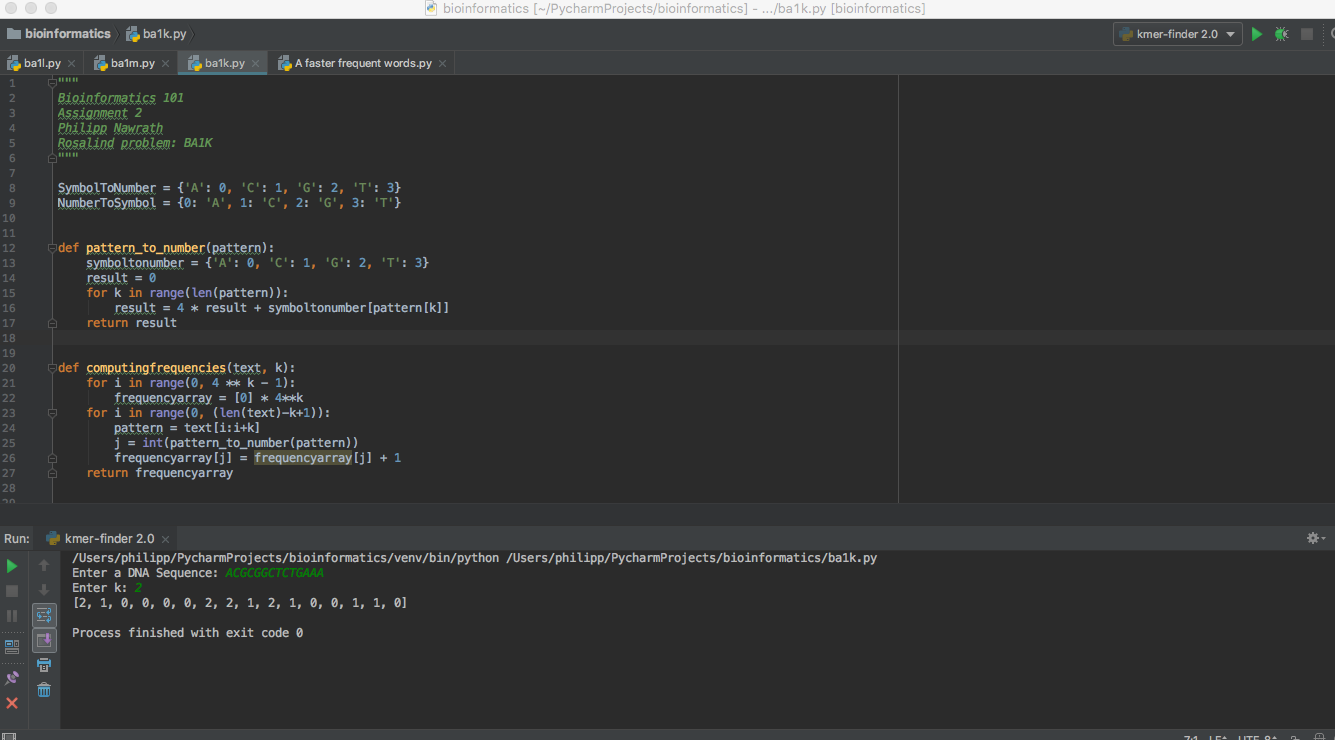 bioinformatics [~/PycharmProjects/bioinformatics] - .../ba1k.py [bioinformatics]
bioinformatics ba1k.py kmer-finder 2.0
ba1l.py ba1m.py ba1k.py A faster frequent words.py
1 """
2 Bioinformatics 101
3 Assignment 2
4 Philipp Nawrath
5 Rosalind problem: BA1K
6 """
7
8 SymbolToNumber = {'A': 0, 'C': 1, 'G': 2, 'T': 3}
9 NumberToSymbol = {0: 'A', 1: 'C', 2: 'G', 3: 'T'}
10
11
12 def pattern_to_number(pattern):
13 symboltonumber = {'A': 0, 'C': 1, 'G': 2, 'T': 3}
14 result = 0
15 for k in range(len(pattern)):
16 result = 4 * result + symboltonumber[pattern[k]]
17 return result
18
19
20 def computingfrequencies(text, k):
21 for i in range(0, 4 ** k - 1):
22 frequencyarray = [0] * 4**k
23 for i in range(0, (len(text)-k+1)):
24 pattern = text[i:i+k]
25 j = int(pattern_to_number(pattern))
26 frequencyarray[j] = frequencyarray[j] + 1
27 return frequencyarray
28
29
Run: kmer-finder 2.0
/Users/philipp/PycharmProjects/bioinformatics/venv/bin/python /Users/philipp/PycharmProjects/bioinformatics/ba1k.py
Enter a DNA Sequence: ACGCGGCTCTGAAA
Enter k: 2
[2, 1, 0, 0, 0, 0, 2, 2, 1, 2, 1, 0, 0, 1, 1, 0]
Process finished with exit code 0
7:1 LF UTF-8